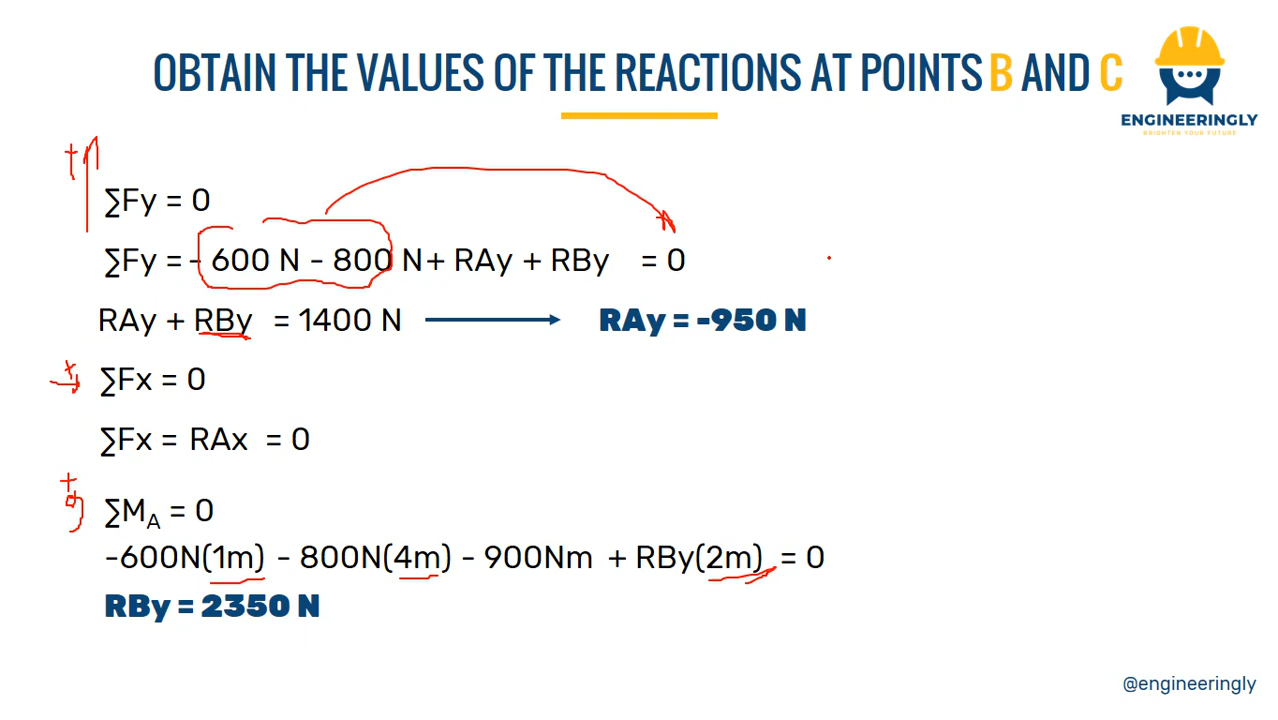 OBTAIN THE VALUES OF THE REACTIONS AT POINTS B AND C
ENGINEERINGLY
BRIGHTEN YOUR FUTURE
+
∑Fy = 0
∑Fy = - 600 N - 800 N+ RAy + RBy = 0
RAy + RBy = 1400 N RAy = -950 N
+
∑Fx = 0
∑Fx = RAx = 0
+
∑M_A = 0
-600N(1m) - 800N(4m) - 900Nm + RBy(2m) = 0
RBy = 2350 N
@engineeringly